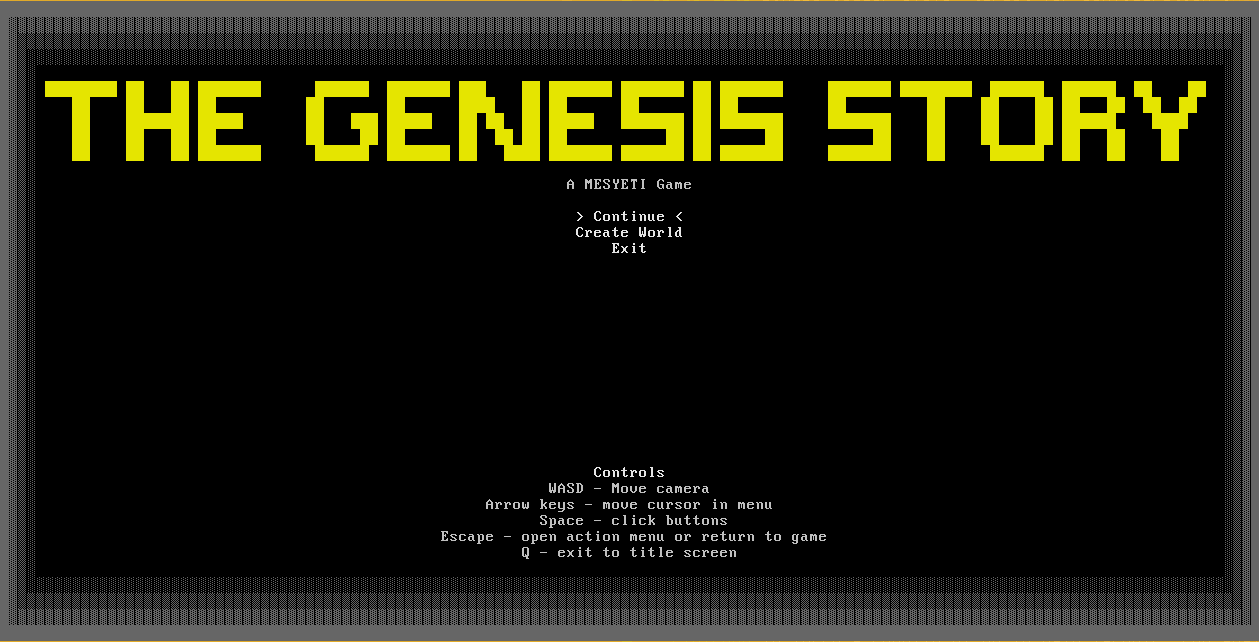 THE GENESIS STORY
A MESYETI Game
> Continue <
Create World
Exit
Controls
WASD - Move camera
Arrow keys - move cursor in menu
Space - click buttons
Escape - open action menu or return to game
Q - exit to title screen